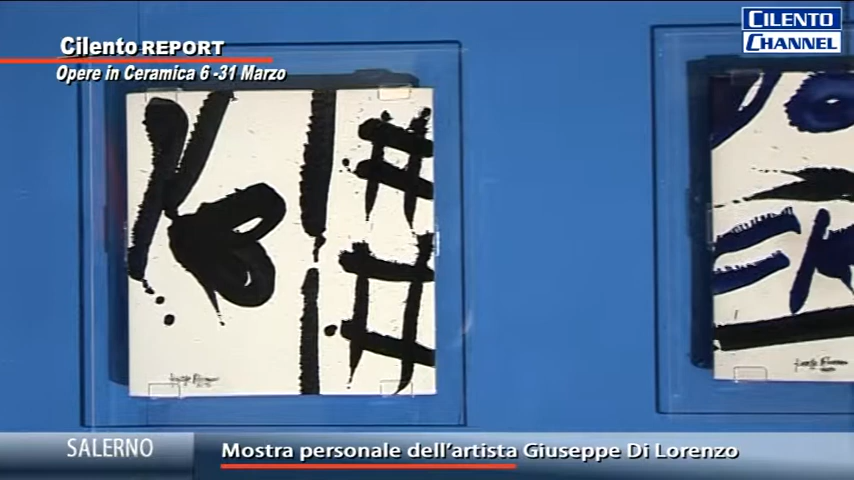 Cilento REPORT
Opere in Ceramica 6 -31 Marzo
CILENTO
CHANNEL
SALERNO
Mostra personale dell'artista Giuseppe Di Lorenzo